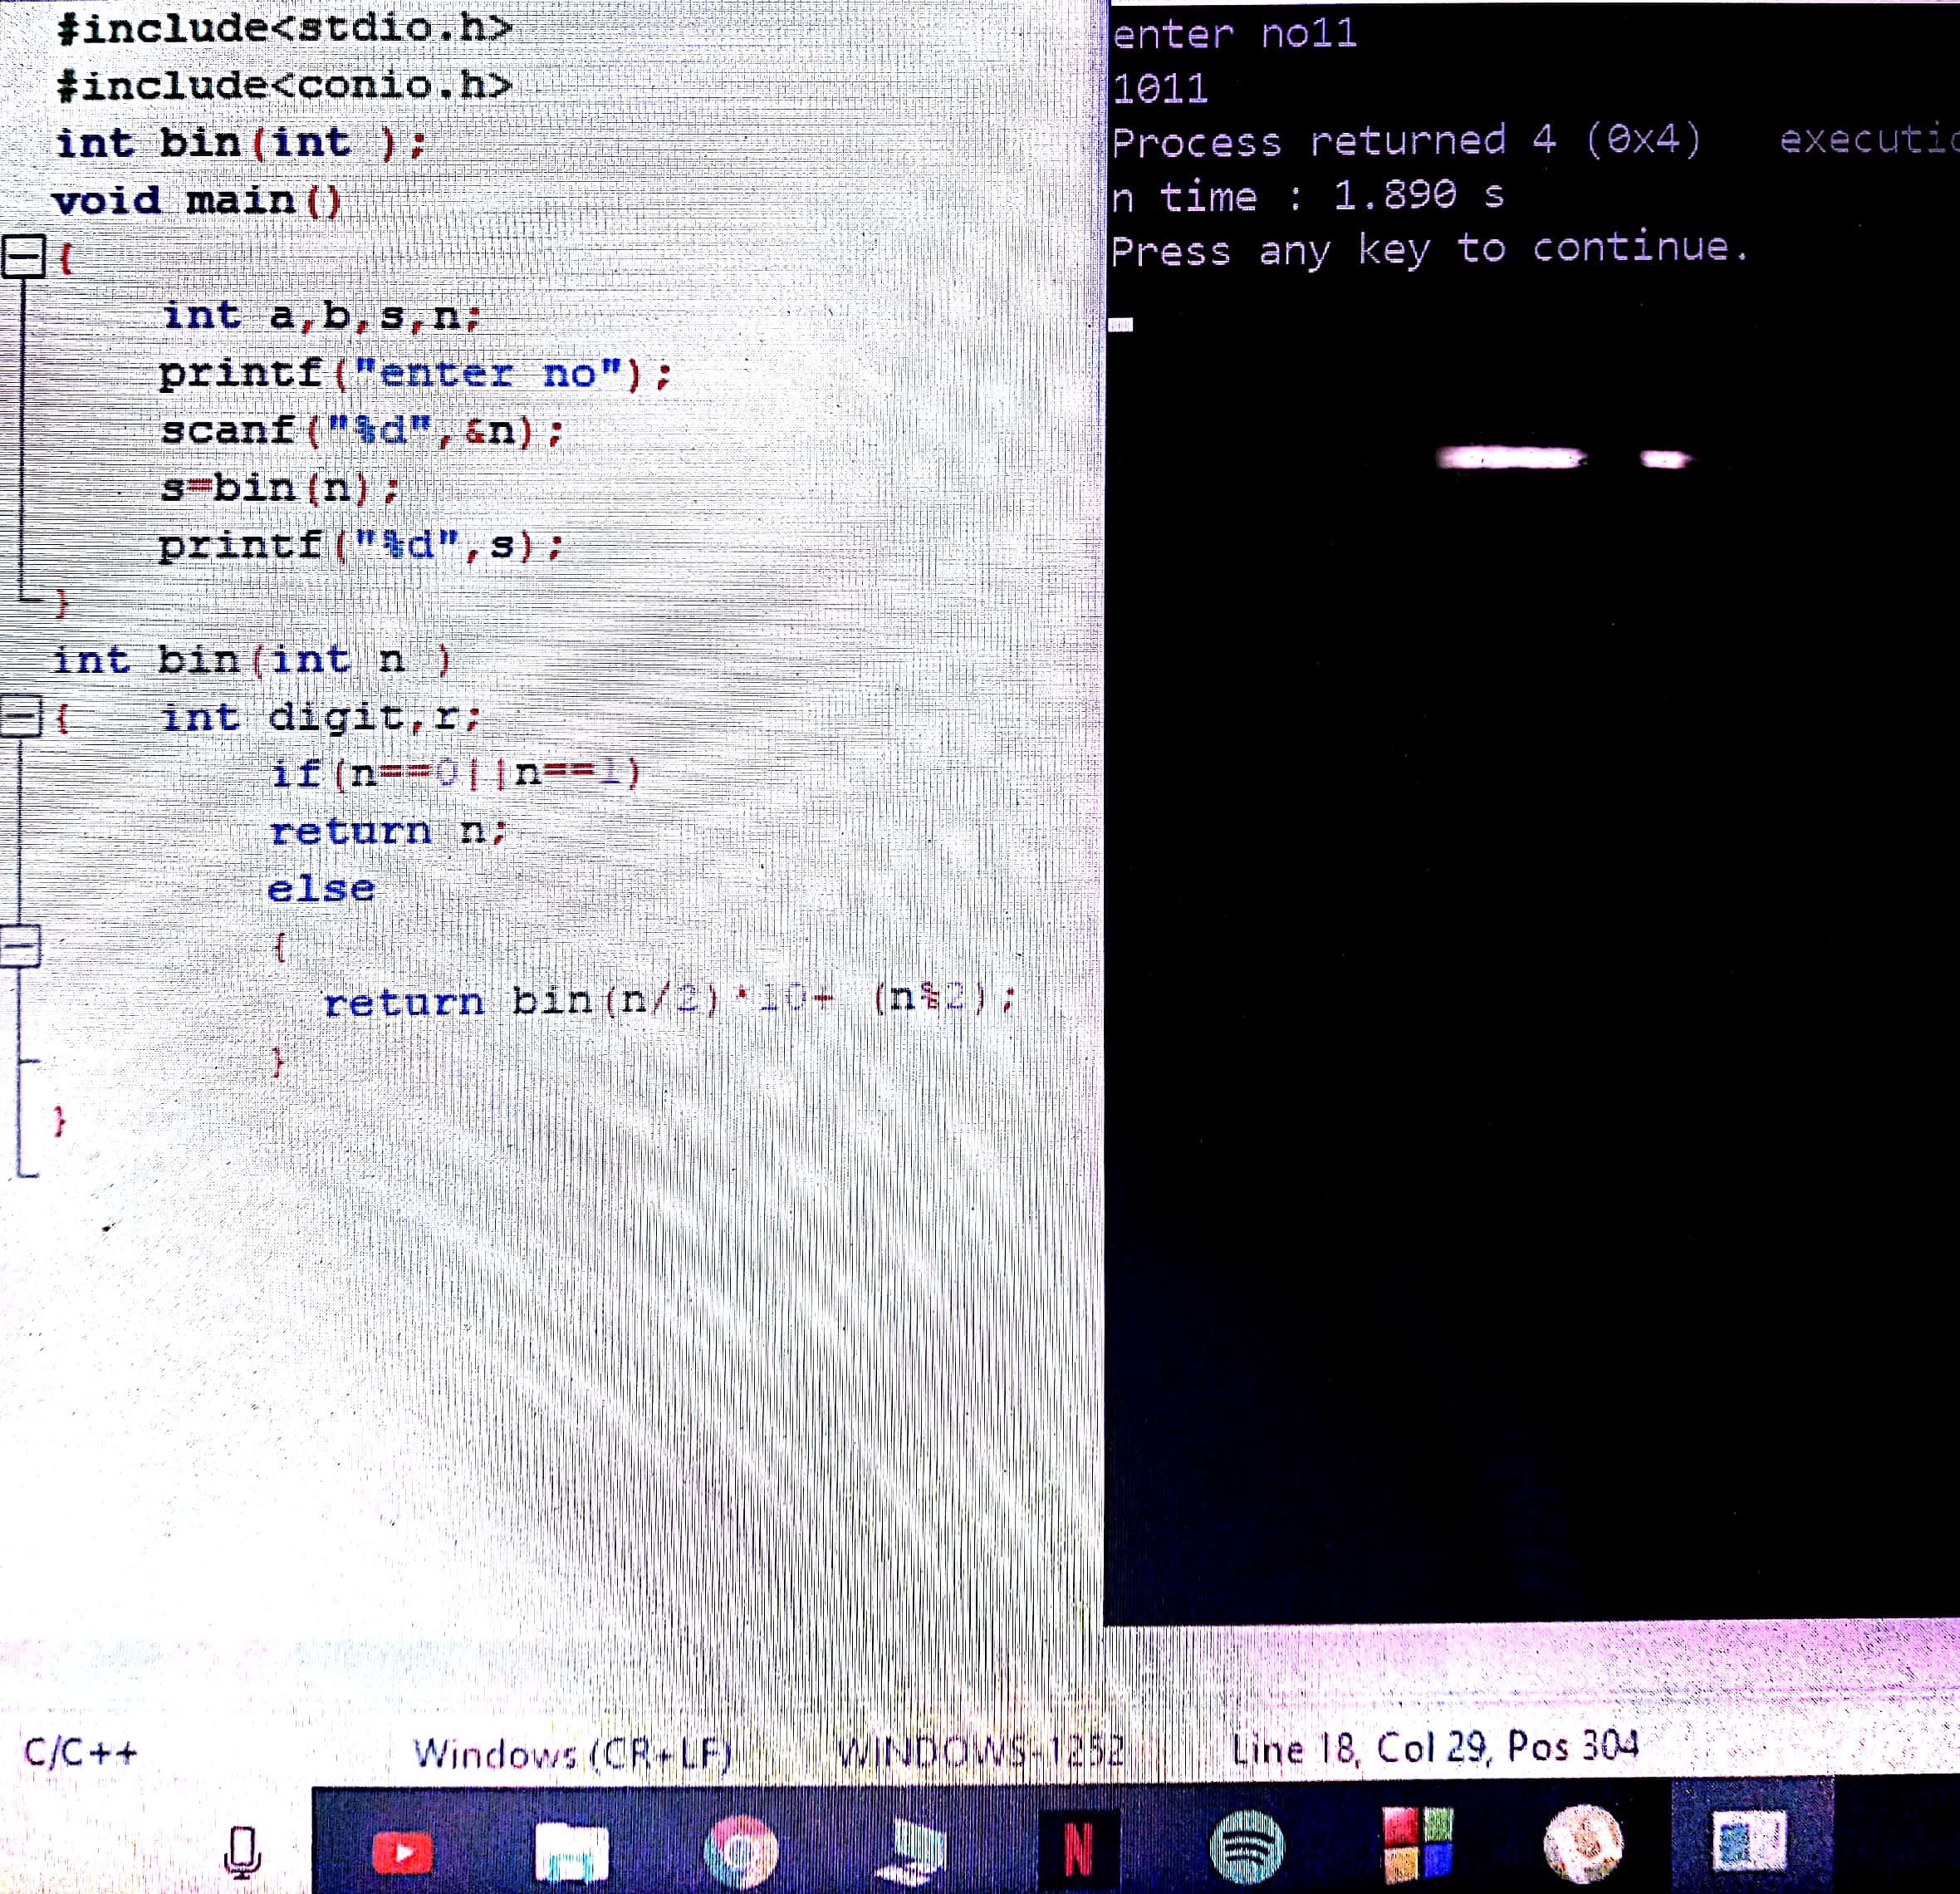 #include<stdio.h>
#include<conio.h>
int bin(int );
void main()
{
int a,b,s,n;
printf("enter no");
scanf("%d",&n);
s=bin(n);
printf("%d",s);
}
int bin(int n )
{ int digit,r;
if(n==0||n==1)
return n;
else
{
return bin(n/2)*10+ (n%2);
}
}
enter no11
1011
Process returned 4 (0x4) executio
n time : 1.890 s
Press any key to continue.
C/C++ Windows (CR+LF) WINDOWS-1252 Line 18, Col 29, Pos 304
N